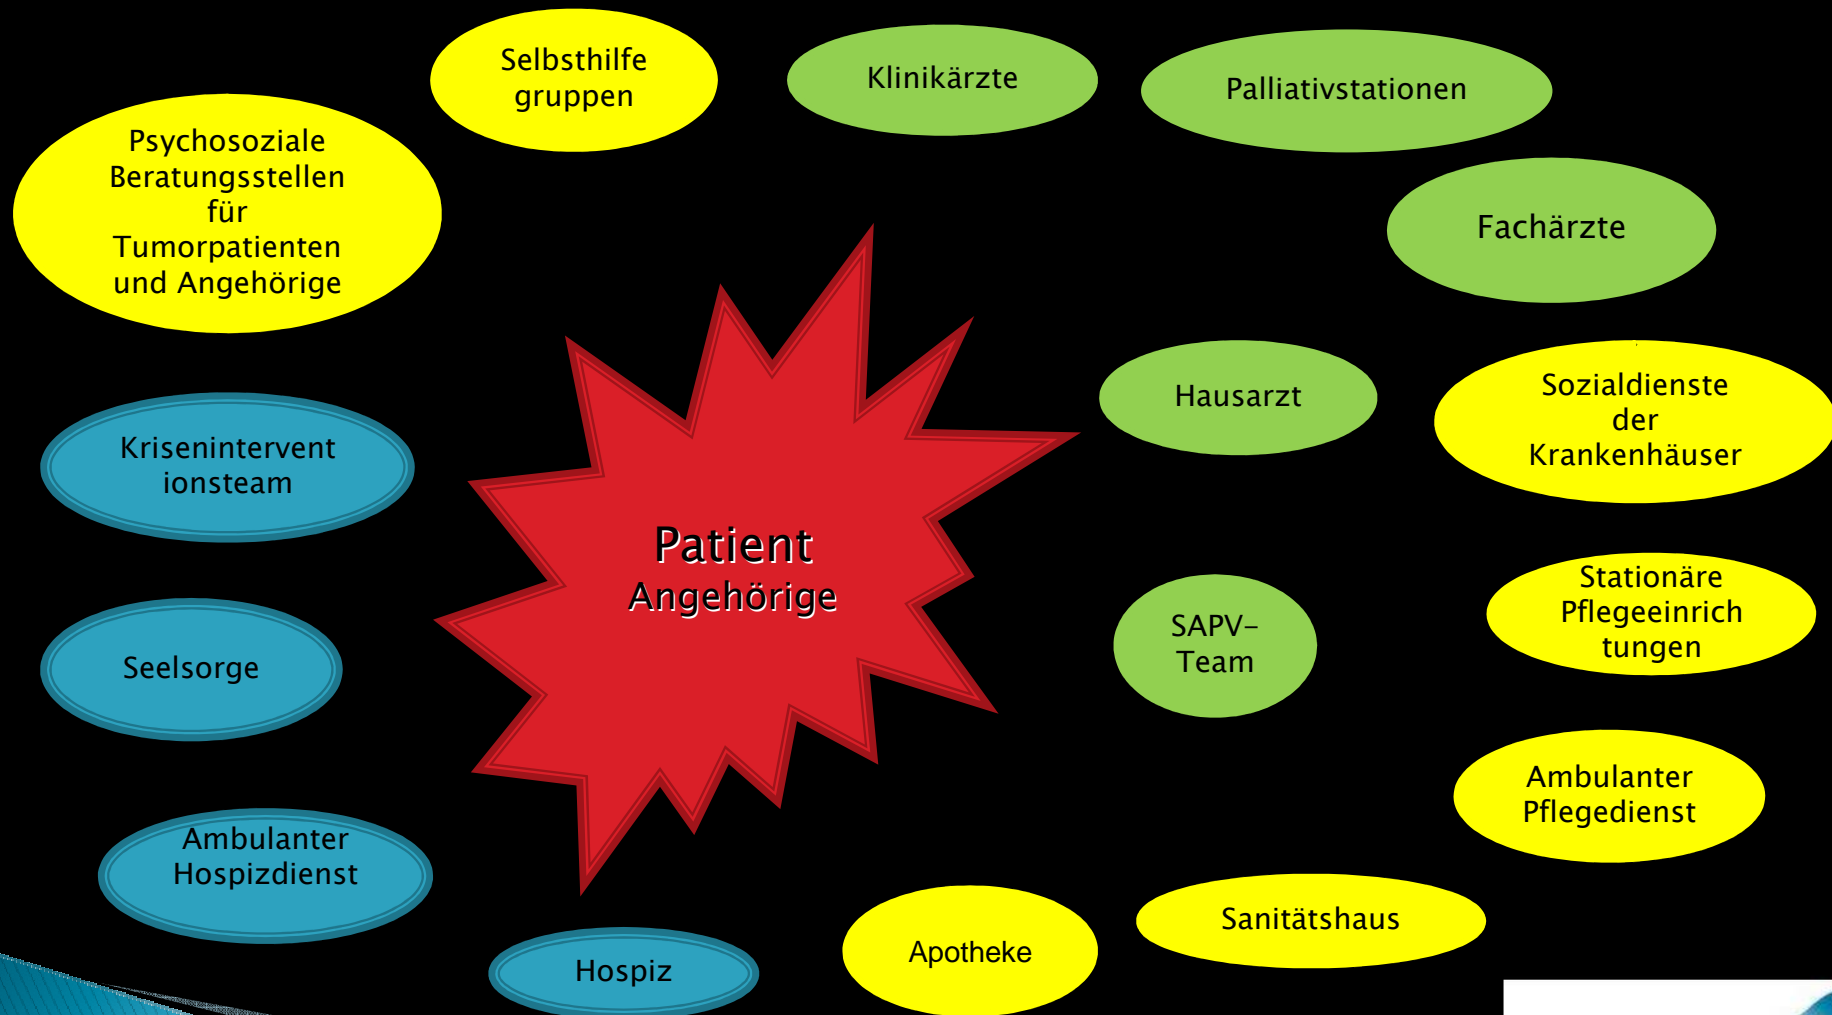 Selbsthilfe
gruppen
Klinikärzte
Palliativstationen
Psychosoziale
Beratungsstellen
für
Tumorpatienten
und Angehörige
Fachärzte
Hausarzt
Sozialdienste
der
Krankenhäuser
Krisenintervent
ionsteam
Patient
Angehörige
Stationäre
Pflegeeinrich
tungen
SAPV-
Team
Seelsorge
Ambulanter
Pflegedienst
Ambulanter
Hospizdienst
Sanitätshaus
Apotheke
Hospiz